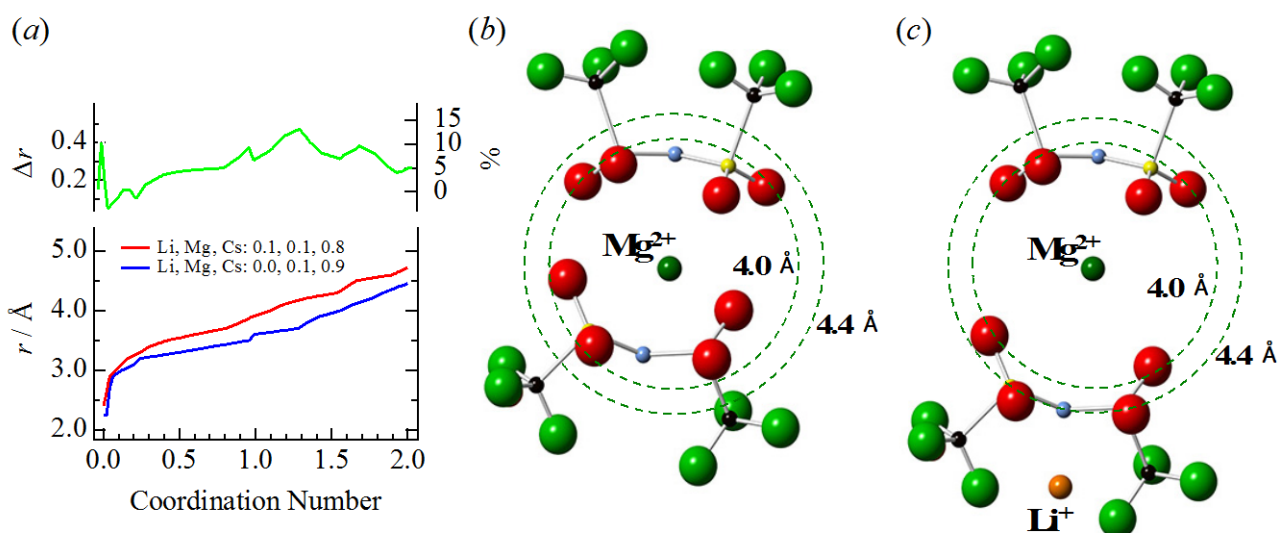 (a)
0.4
0.2
Δr
15
10
5
0
%
5.0
4.0
3.0
2.0
r / Å
Li, Mg, Cs: 0.1, 0.1, 0.8
Li, Mg, Cs: 0.0, 0.1, 0.9
0.0 0.5 1.0 1.5 2.0
Coordination Number
(b)
Mg²⁺
4.0 Å
4.4 Å
(c)
Mg²⁺
4.0 Å
4.4 Å
Li⁺